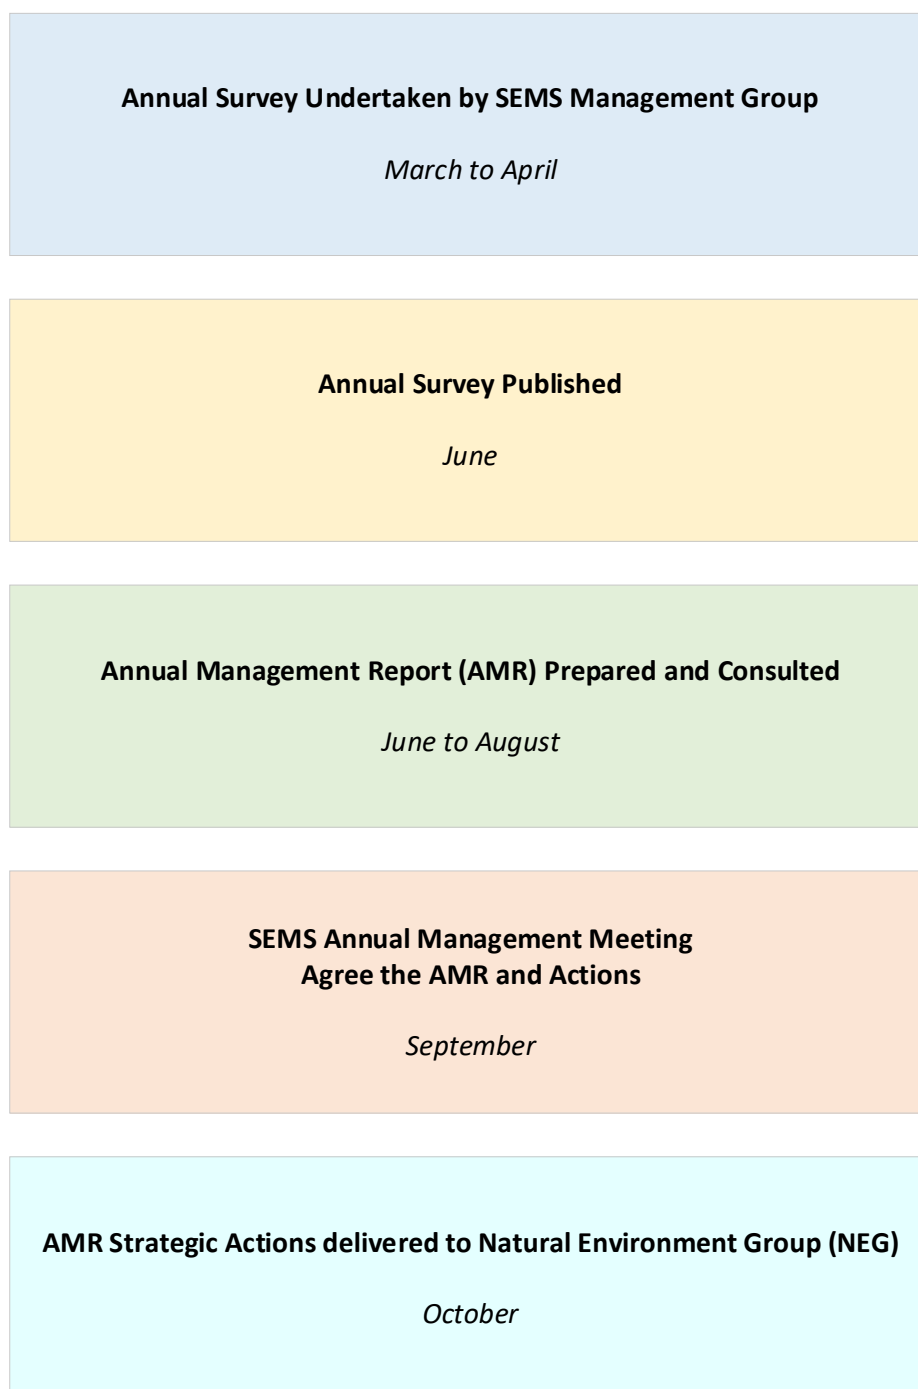 Annual Survey Undertaken by SEMS Management Group
March to April
Annual Survey Published
June
Annual Management Report (AMR) Prepared and Consulted
June to August
SEMS Annual Management Meeting
Agree the AMR and Actions
September
AMR Strategic Actions delivered to Natural Environment Group (NEG)
October